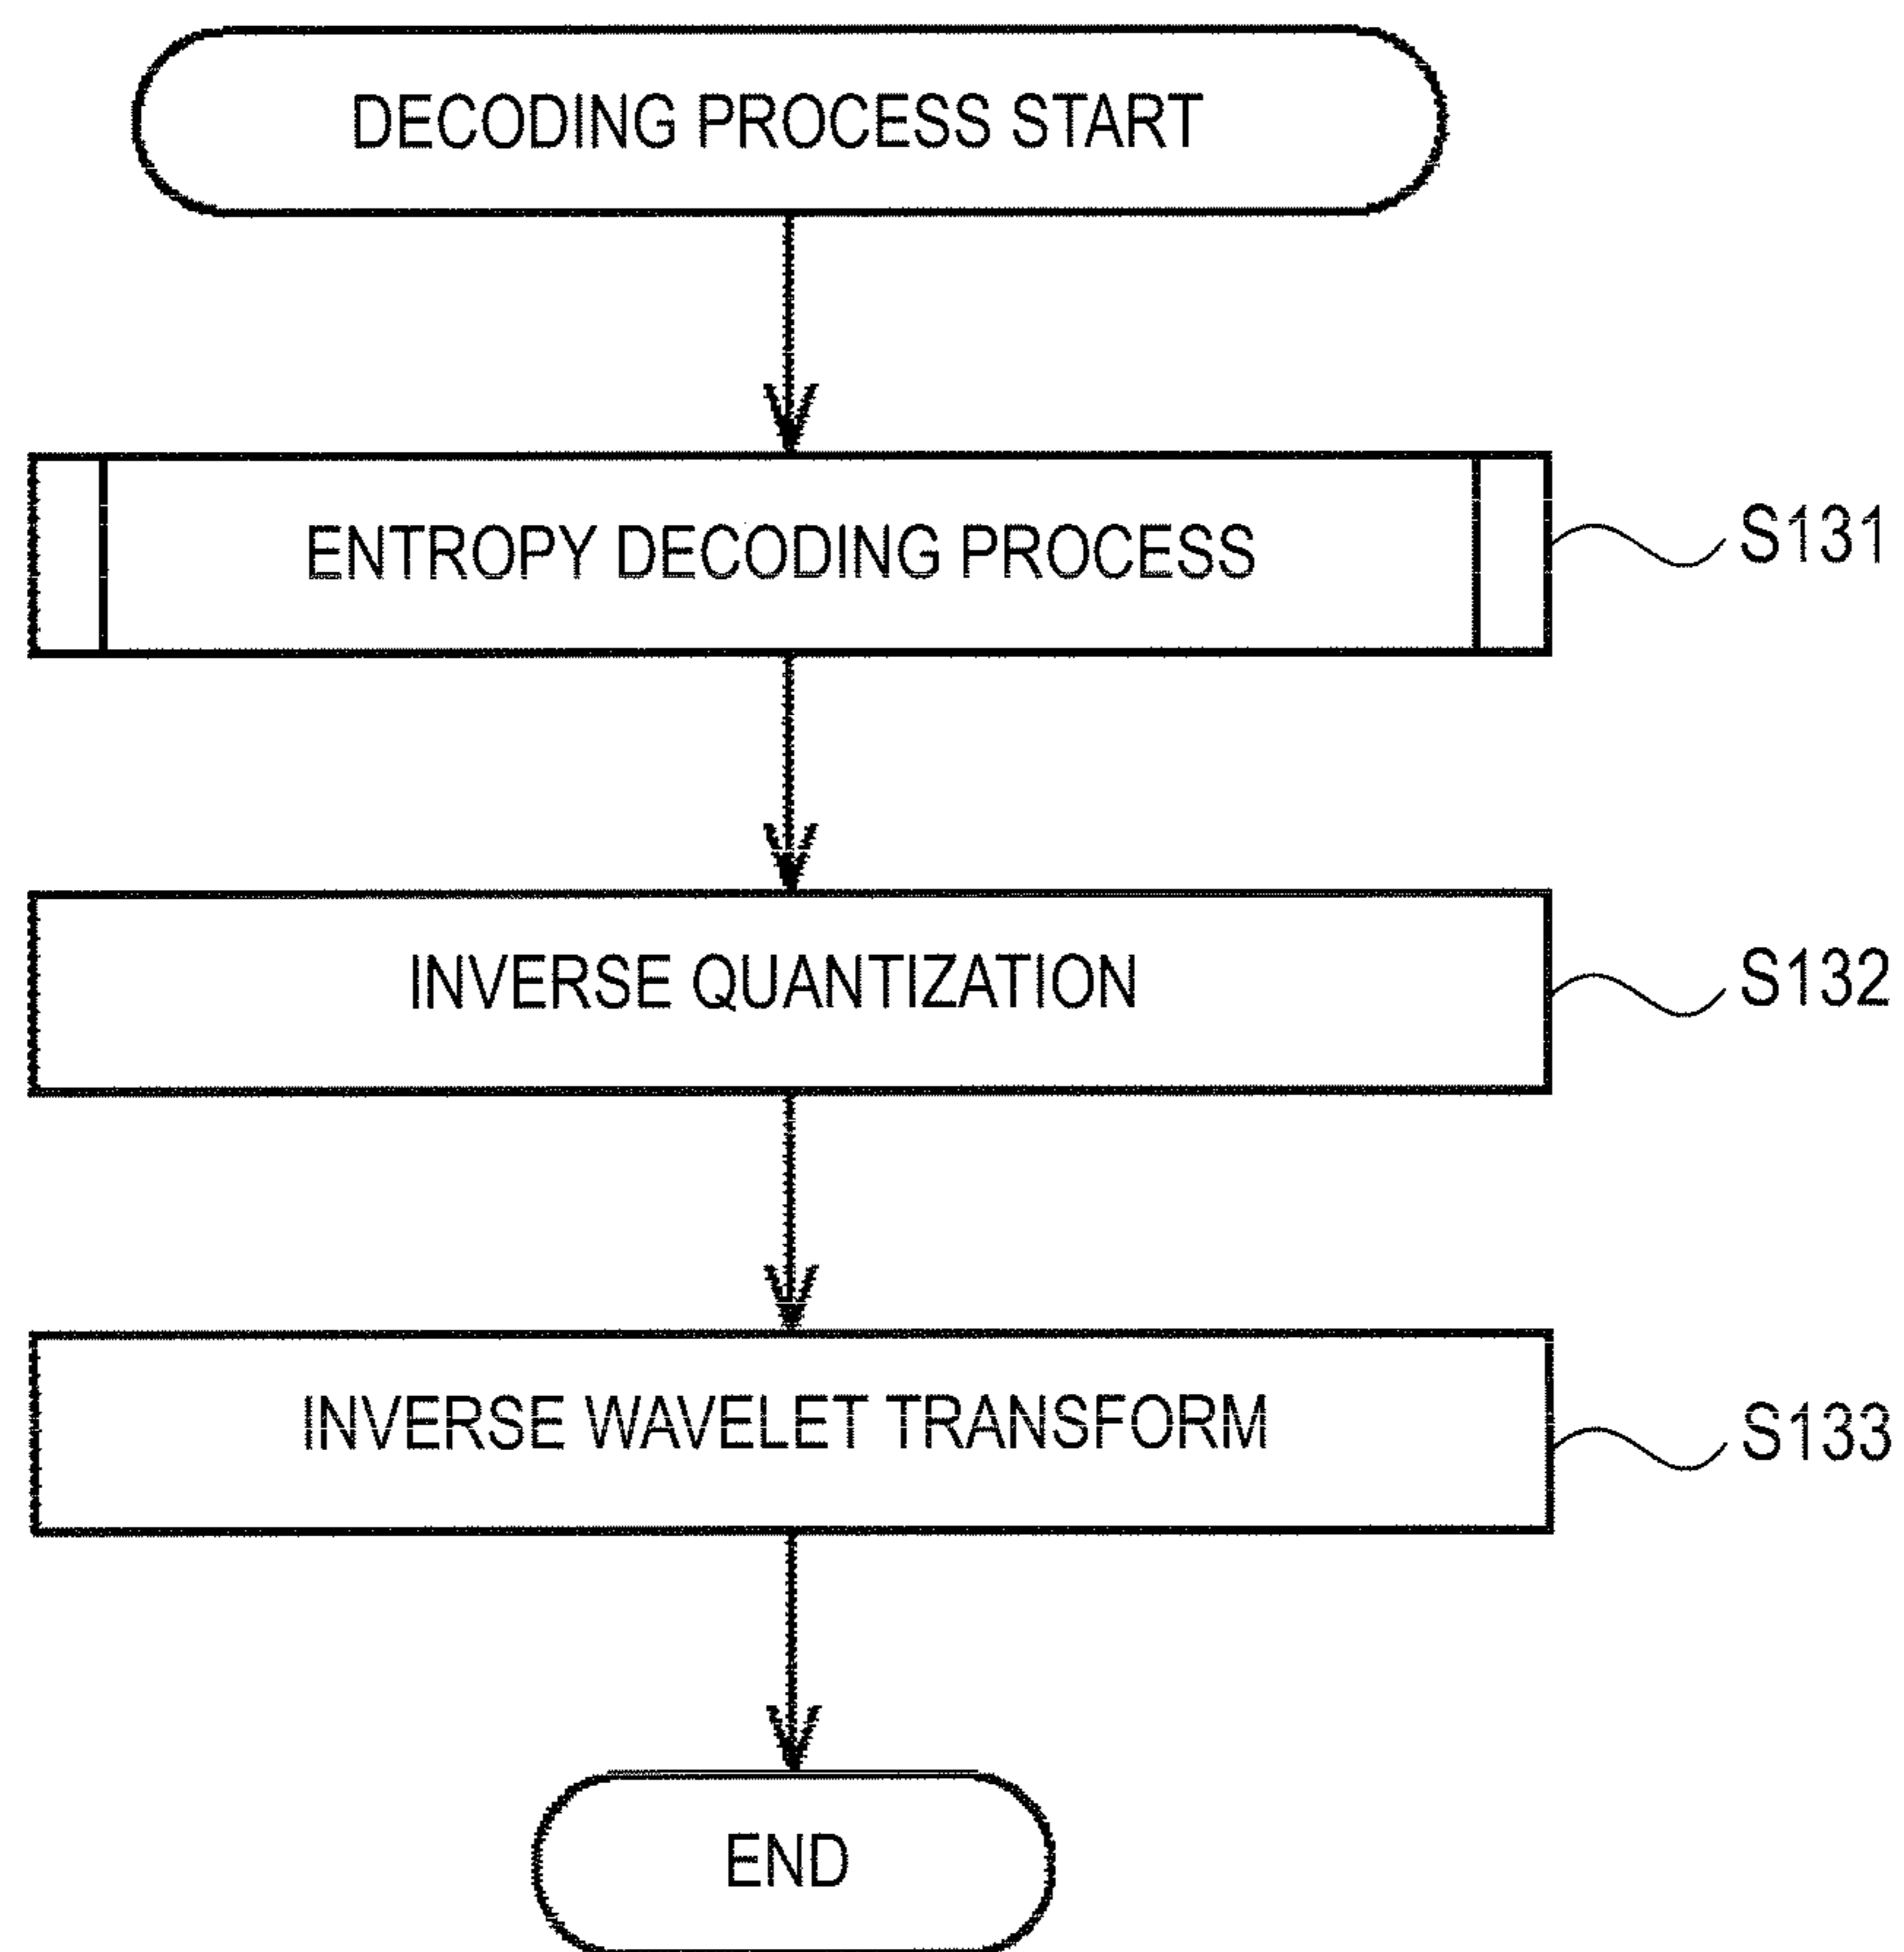 DECODING PROCESS START
ENTROPY DECODING PROCESS
S131
INVERSE QUANTIZATION
S132
INVERSE WAVELET TRANSFORM
S133
END